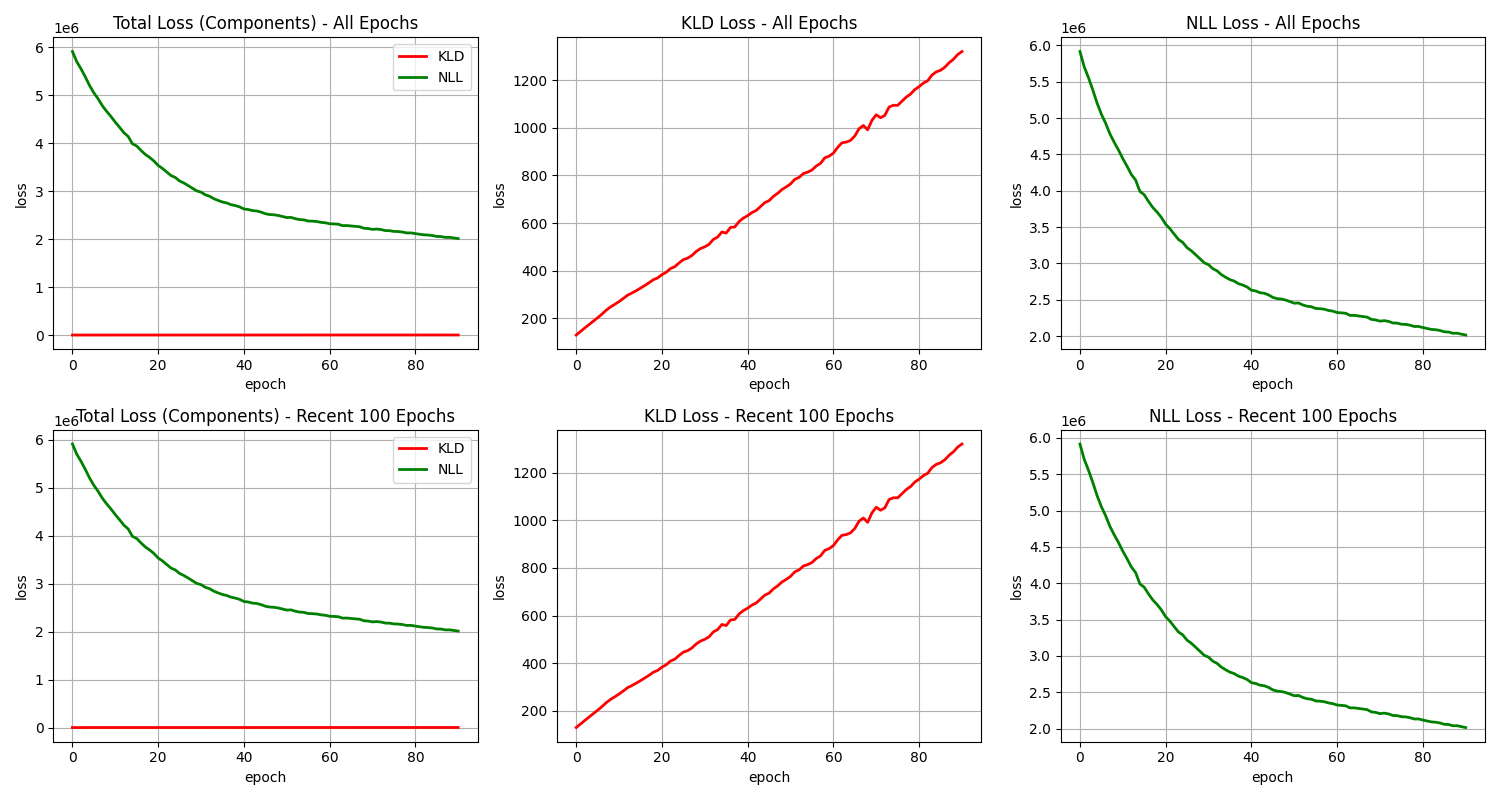 Total Loss (Components) - All Epochs
1e6
6
5
4
3
2
1
0
loss
0 20 40 60 80
epoch
KLD
NLL
KLD Loss - All Epochs
1200
1000
800
600
400
200
loss
0 20 40 60 80
epoch
NLL Loss - All Epochs
1e6
6.0
5.5
5.0
4.5
4.0
3.5
3.0
2.5
2.0
loss
0 20 40 60 80
epoch
Total Loss (Components) - Recent 100 Epochs
1e6
6
5
4
3
2
1
0
loss
0 20 40 60 80
epoch
KLD
NLL
KLD Loss - Recent 100 Epochs
1200
1000
800
600
400
200
loss
0 20 40 60 80
epoch
NLL Loss - Recent 100 Epochs
1e6
6.0
5.5
5.0
4.5
4.0
3.5
3.0
2.5
2.0
loss
0 20 40 60 80
epoch